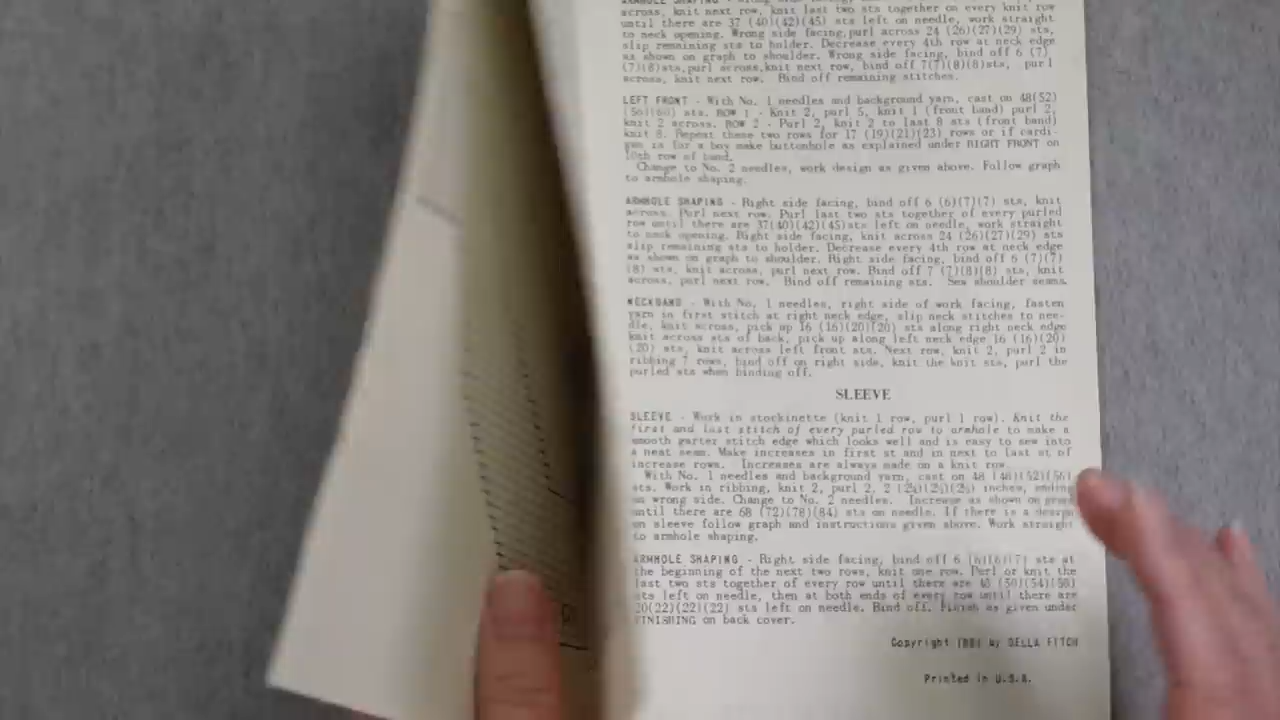 ARMHOLE SHAPING
across, knit next row, knit last two sts together on every knit row
until there are 37 (40)(42)(45) sts left on needle, work straight
to neck opening. Wrong side facing, purl across 24 (26)(27)(29) sts,
slip remaining sts to holder. Decrease every 4th row at neck edge
as shown on graph to shoulder. Wrong side facing, bind off 6 (7)
(7)(8)sts,purl across,knit next row, bind off 7(7)(8)(8)sts, purl
across, knit next row. Bind off remaining stitches.
LEFT FRONT - With No. 1 needles and background yarn, cast on 48(52)
(56)(60) sts. ROW 1 - Knit 2, purl 5, knit 1 (front band) purl 2,
knit 2 across. ROW 2 - Purl 2, knit 2 to last 8 sts (front band)
knit 8. Repeat these two rows for 17 (19)(21)(23) rows or if cardi-
gan is for a boy make buttonhole as explained under RIGHT FRONT on
10th row of band.
Change to No. 2 needles, work design as given above. Follow graph
to armhole shaping.
ARMHOLE SHAPING - Right side facing, bind off 6 (6)(7)(7) sts, knit
across. Purl next row. Purl last two sts together of every purled
row until there are 37(40)(42)(45)sts left on needle, work straight
to neck opening. Right side facing, knit across 24 (26)(27)(29) sts
slip remaining sts to holder. Decrease every 4th row at neck edge
as shown on graph to shoulder. Right side facing, bind off 6 (7)(7)
(8) sts, knit across, purl next row. Bind off 7 (7)(8)(8) sts, knit
across, purl next row. Bind off remaining sts. Sew shoulder seams.
NECKBAND - With No. 1 needles, right side of work facing, fasten
yarn in first stitch at right neck edge, slip neck stitches to nee-
dle, knit across, pick up 16 (16)(20)(20) sts along right neck edge
knit across sts of back, pick up along left neck edge 16 (16)(20)
(20) sts, knit across left front sts. Next row, knit 2, purl 2 in
ribbing 7 rows, bind off on right side, knit the knit sts, purl the
purled sts when binding off.
SLEEVE
SLEEVE - Work in stockinette (knit 1 row, purl 1 row). Knit the
first and last stitch of every purled row to armhole to make a
smooth garter stitch edge which looks well and is easy to sew into
a neat seam. Make increases in first st and in next to last st of
increase rows. Increases are always made on a knit row.
With No. 1 needles and background yarn, cast on 48 (48)(52)(56)
sts. Work in ribbing, knit 2, purl 2, 2 inches, ending
on wrong side. Change to No. 2 needles. Increase as shown on graph
until there are 68 (72)(78)(84) sts on needle. If there is a design
on sleeve follow graph and instructions given above. Work straight
to armhole shaping.
ARMHOLE SHAPING - Right side facing, bind off 6 (6)(6)(7) sts at
the beginning of the next two rows, knit one row. Purl or knit the
last two sts together of every row until there are (50)(54)(58)
sts left on needle, then at both ends of every row until there are
20(22)(22)(22) sts left on needle. Bind off. Finish as given under
FINISHING on back cover.
Copyright 1981 by DELLA FITCH
Printed in U.S.A.